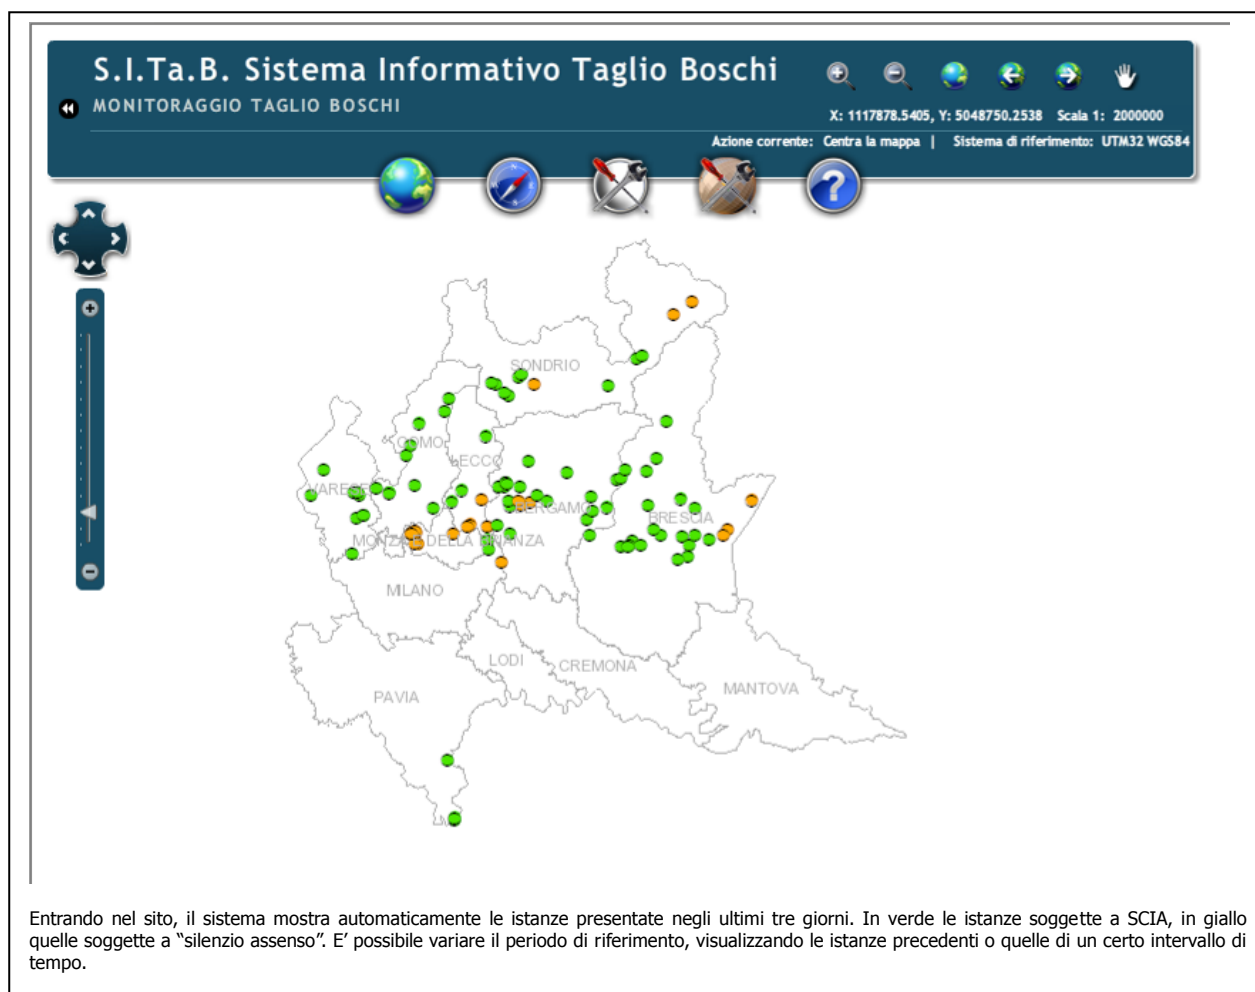 S.I.Ta.B. Sistema Informativo Taglio Boschi
MONITORAGGIO TAGLIO BOSCHI
X: 1117878.5405, Y: 5048750.2538 Scala 1: 2000000
Azione corrente: Centra la mappa | Sistema di riferimento: UTM32 WGS84
SONDRIO
COMO
LECCO
VARESE
BERGAMO
BRESCIA
MONZA E DELLA BRIANZA
MILANO
LODI
CREMONA
PAVIA
MANTOVA
Entrando nel sito, il sistema mostra automaticamente le istanze presentate negli ultimi tre giorni. In verde le istanze soggette a SCIA, in giallo
quelle soggette a “silenzio assenso”. E’ possibile variare il periodo di riferimento, visualizzando le istanze precedenti o quelle di un certo intervallo di
tempo.